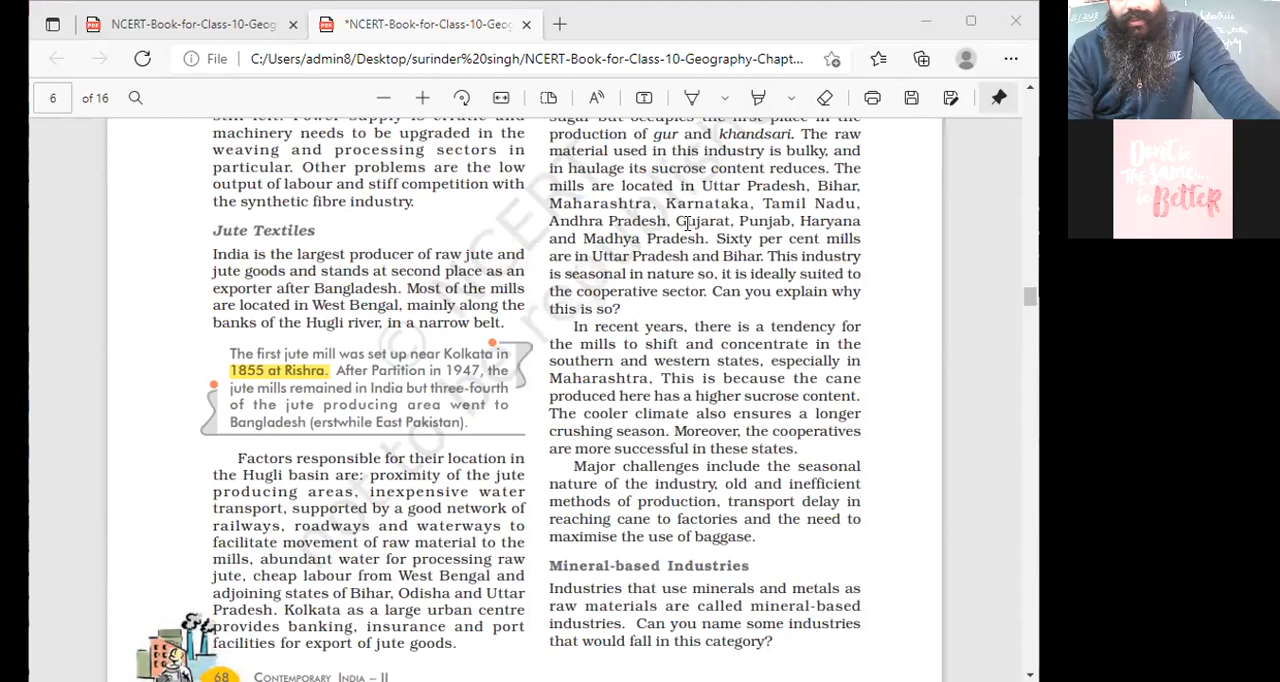 NCERT-Book-for-Class-10-Geog
*NCERT-Book-for-Class-10-Geog
File
C:/Users/admin8/Desktop/surinder%20singh/NCERT-Book-for-Class-10-Geography-Chapt...
6 of 16
machinery needs to be upgraded in the
weaving and processing sectors in
particular. Other problems are the low
output of labour and stiff competition with
the synthetic fibre industry.
Jute Textiles
India is the largest producer of raw jute and
jute goods and stands at second place as an
exporter after Bangladesh. Most of the mills
are located in West Bengal, mainly along the
banks of the Hugli river, in a narrow belt.
The first jute mill was set up near Kolkata in
1855 at Rishra. After Partition in 1947, the
jute mills remained in India but three-fourth
of the jute producing area went to
Bangladesh (erstwhile East Pakistan).
Factors responsible for their location in
the Hugli basin are: proximity of the jute
producing areas, inexpensive water
transport, supported by a good network of
railways, roadways and waterways to
facilitate movement of raw material to the
mills, abundant water for processing raw
jute, cheap labour from West Bengal and
adjoining states of Bihar, Odisha and Uttar
Pradesh. Kolkata as a large urban centre
provides banking, insurance and port
facilities for export of jute goods.
68 CONTEMPORARY INDIA – II
sugar but occupies the first place in the
production of gur and khandsari. The raw
material used in this industry is bulky, and
in haulage its sucrose content reduces. The
mills are located in Uttar Pradesh, Bihar,
Maharashtra, Karnataka, Tamil Nadu,
Andhra Pradesh, Gujarat, Punjab, Haryana
and Madhya Pradesh. Sixty per cent mills
are in Uttar Pradesh and Bihar. This industry
is seasonal in nature so, it is ideally suited to
the cooperative sector. Can you explain why
this is so?
In recent years, there is a tendency for
the mills to shift and concentrate in the
southern and western states, especially in
Maharashtra, This is because the cane
produced here has a higher sucrose content.
The cooler climate also ensures a longer
crushing season. Moreover, the cooperatives
are more successful in these states.
Major challenges include the seasonal
nature of the industry, old and inefficient
methods of production, transport delay in
reaching cane to factories and the need to
maximise the use of baggase.
Mineral-based Industries
Industries that use minerals and metals as
raw materials are called mineral-based
industries. Can you name some industries
that would fall in this category?
© NCERT
not to be republished
Don't be
the same...
be
Better